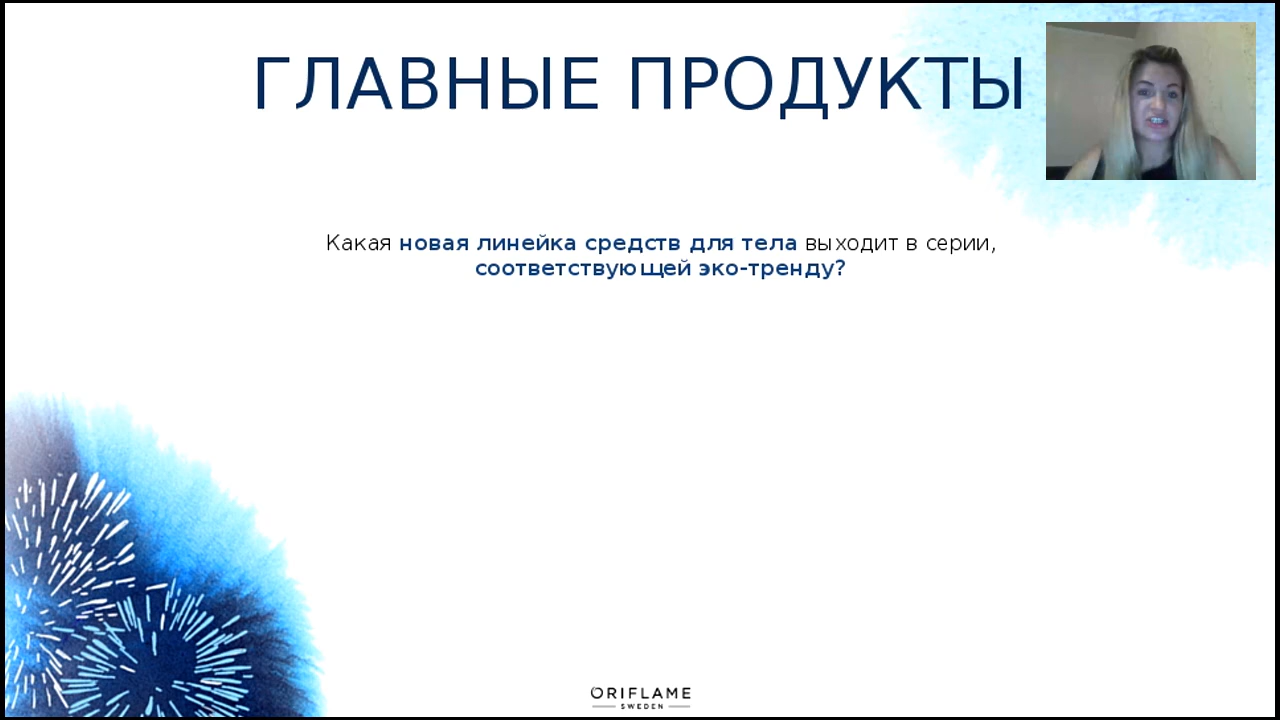 ГЛАВНЫЕ ПРОДУКТЫ
Какая новая линейка средств для тела выходит в серии,
соответствующей эко-тренду?
ORIFLAME
SWEDEN